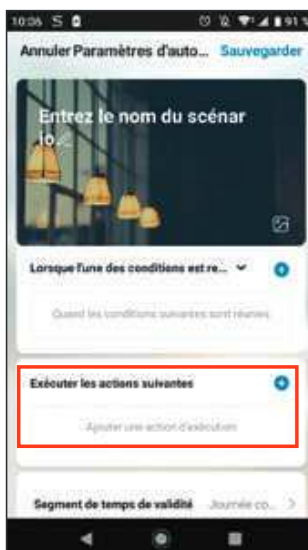 10:06 S 91%
Annuler Paramètres d'auto... Sauvegarder
Entrez le nom du scénar
io.
Lorsque l'une des conditions est re...
Quand les conditions suivantes sont réunies
Exécuter les actions suivantes
Ajouter une action d'exécution
Segment de temps de validité Journée co...